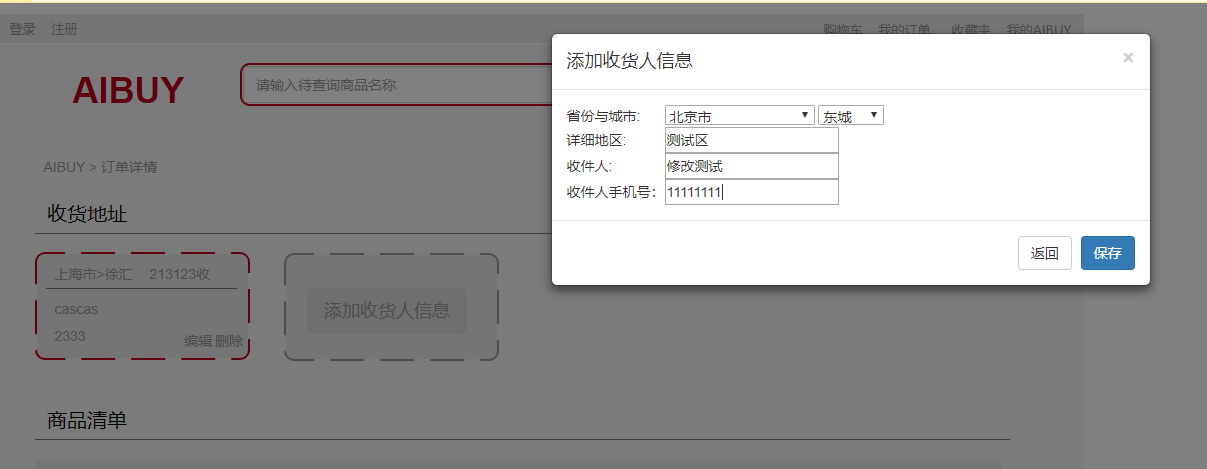 登录 注册 购物车 我的订单 收藏夹 我的AIBUY
AIBUY
请输入待查询商品名称
添加收货人信息 ×
省份与城市: 北京市 东城
详细地区: 测试区
收件人: 修改测试
收件人手机号: 11111111
返回 保存
AIBUY > 订单详情
收货地址
上海市>徐汇 213123收
cascas
2333
编辑 删除
添加收货人信息
商品清单